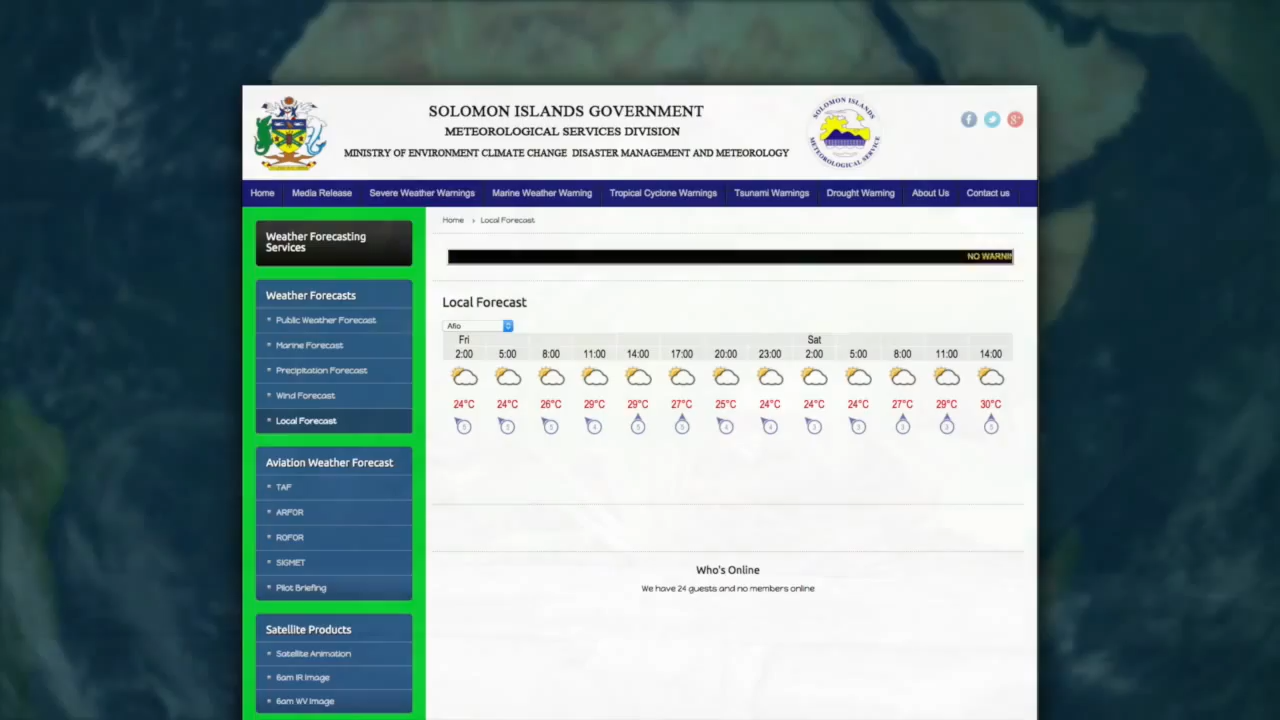 SOLOMON ISLANDS GOVERNMENT
METEOROLOGICAL SERVICES DIVISION
MINISTRY OF ENVIRONMENT CLIMATE CHANGE DISASTER MANAGEMENT AND METEOROLOGY
SOLOMON ISLANDS
METEOROLOGICAL SERVICE
Home Media Release Severe Weather Warnings Marine Weather Warning Tropical Cyclone Warnings Tsunami Warnings Drought Warning About Us Contact us
Weather Forecasting
Services
Weather Forecasts
Public Weather Forecast
Marine Forecast
Precipitation Forecast
Wind Forecast
Local Forecast
Aviation Weather Forecast
TAF
ARFOR
ROFOR
SIGMET
Pilot Briefing
Satellite Products
Satellite Animation
6am IR Image
6am WV Image
Home › Local Forecast
NO WARNIN
Local Forecast
Afio
Fri Sat
2:00 5:00 8:00 11:00 14:00 17:00 20:00 23:00 2:00 5:00 8:00 11:00 14:00
24°C 24°C 26°C 29°C 29°C 27°C 25°C 24°C 24°C 24°C 27°C 29°C 30°C
Who's Online
We have 24 guests and no members online